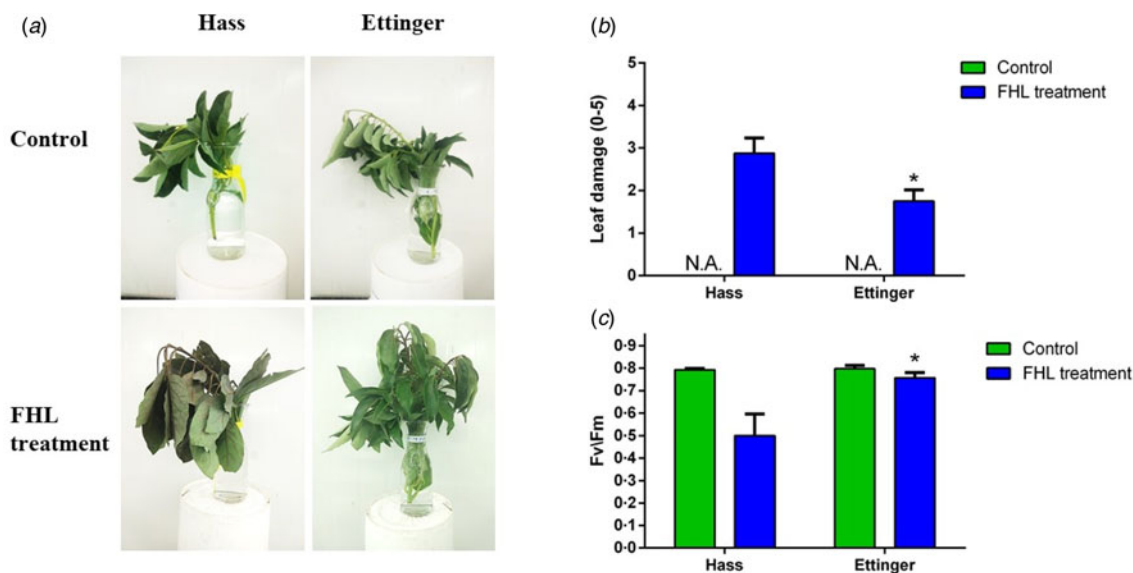 (a)
Hass
Ettinger
Control
FHL
treatment
(b)
Control
FHL treatment
Leaf damage (0-5)
5
4
3
2
1
0
*
N.A.
N.A.
Hass
Ettinger
(c)
Control
FHL treatment
Fv\Fm
0·9
0·8
0·7
0·6
0·5
0·4
0·3
0·2
0·1
0·0
*
Hass
Ettinger